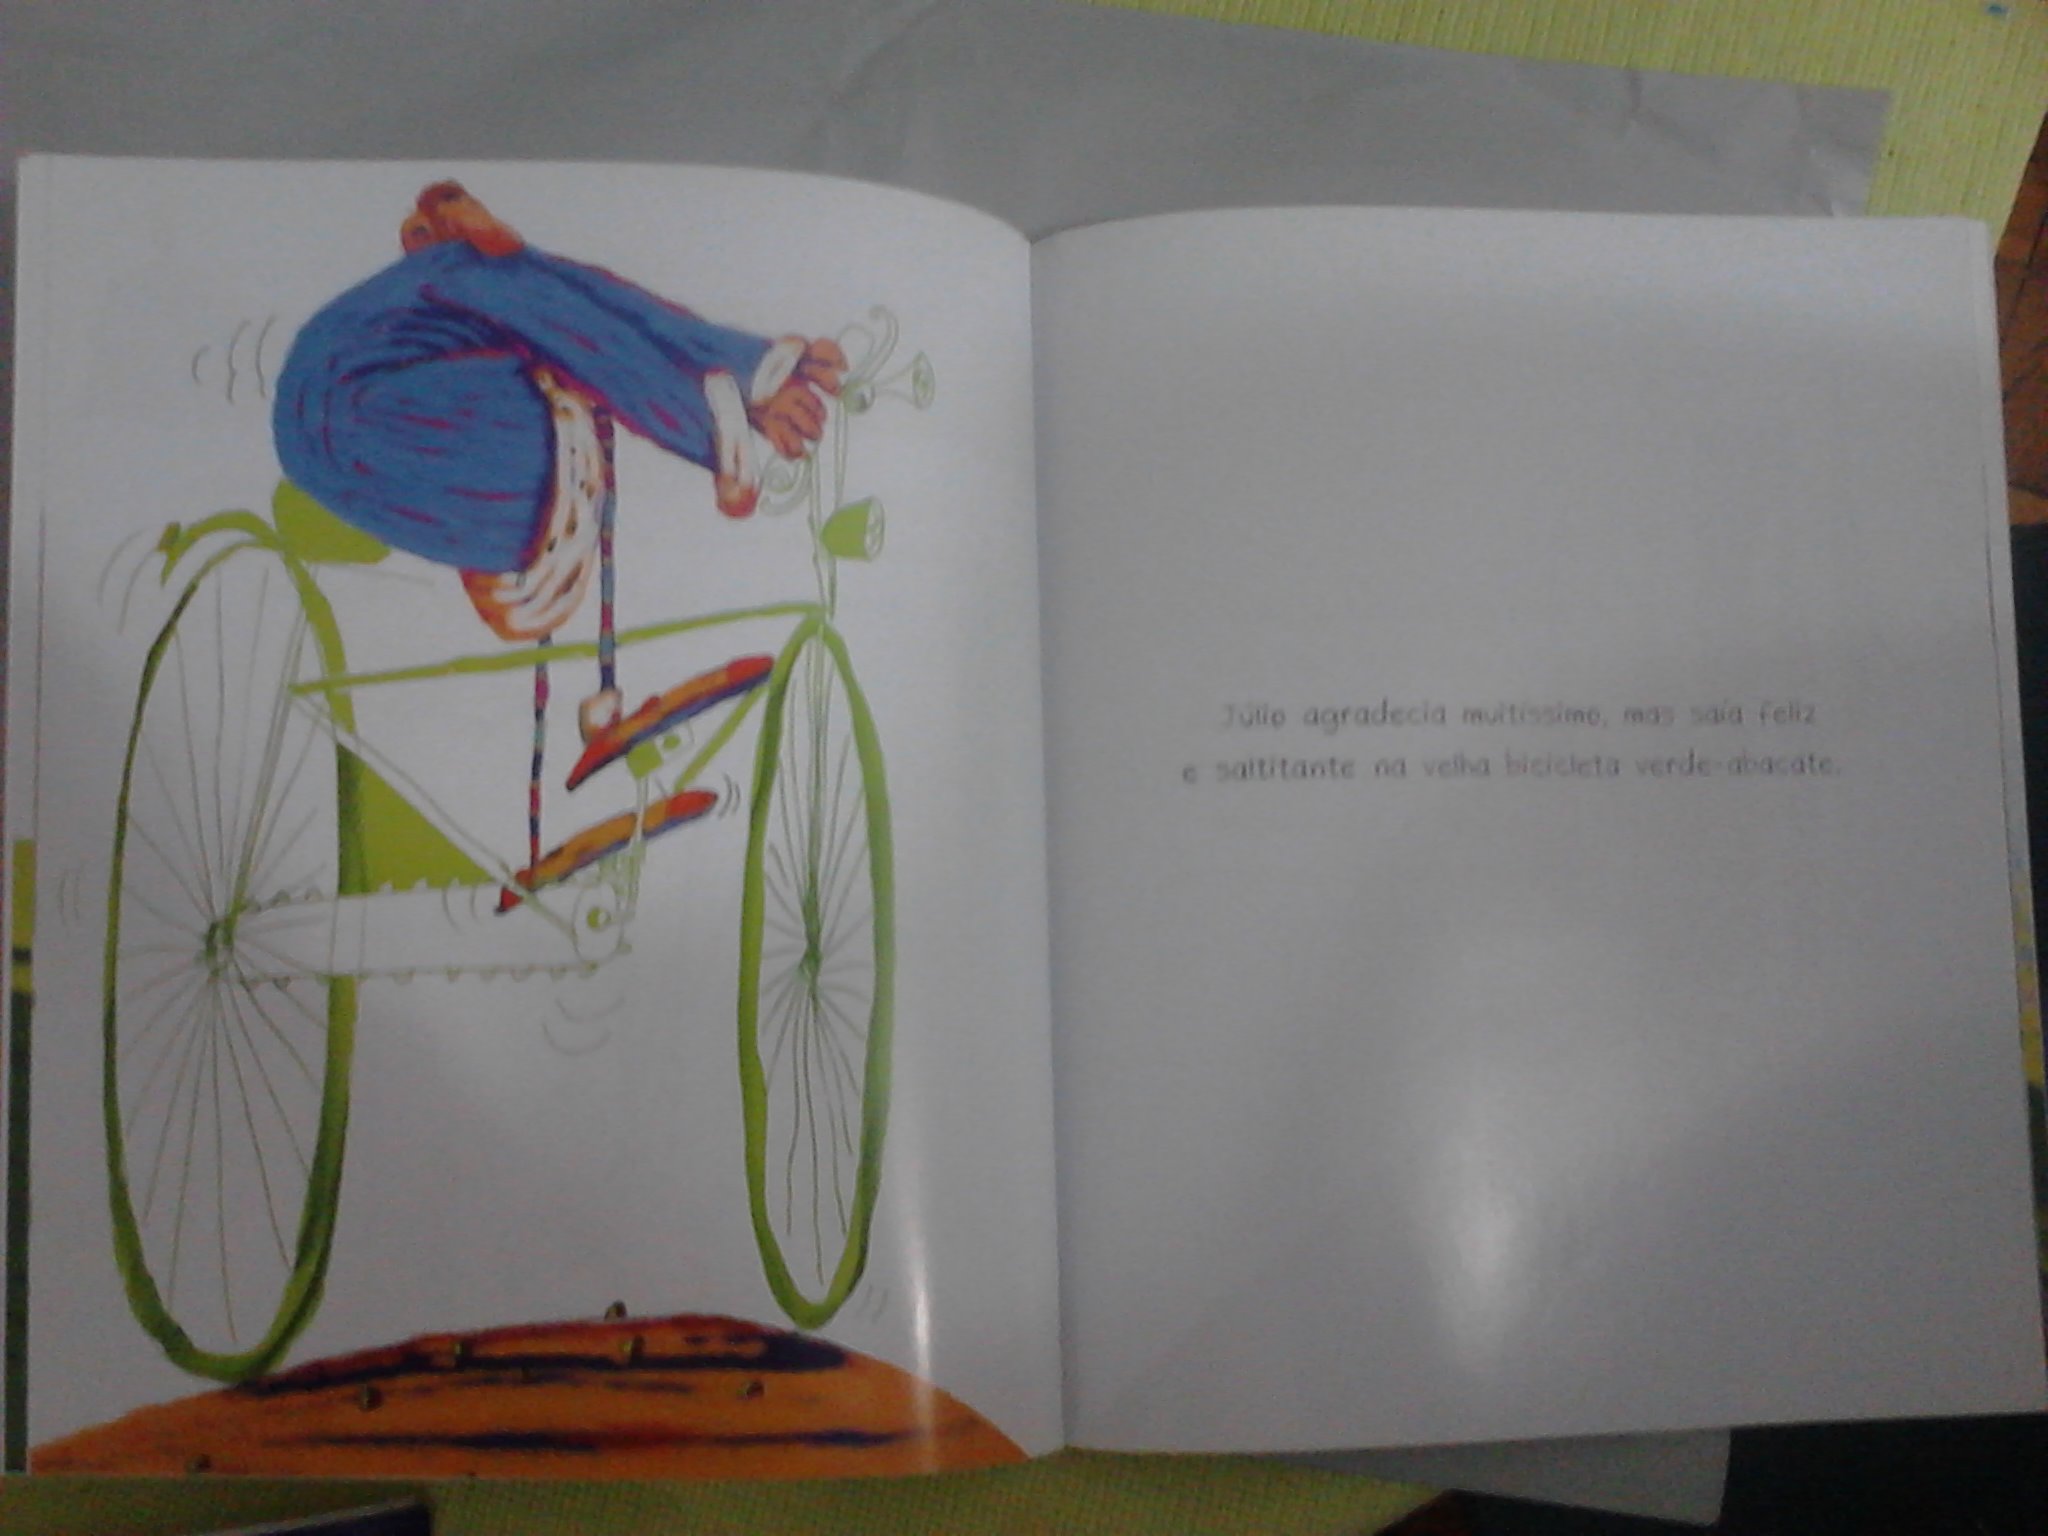 Júlio agradecia muitíssimo, mas saía feliz
e saltitante na velha bicicleta verde-abacate.